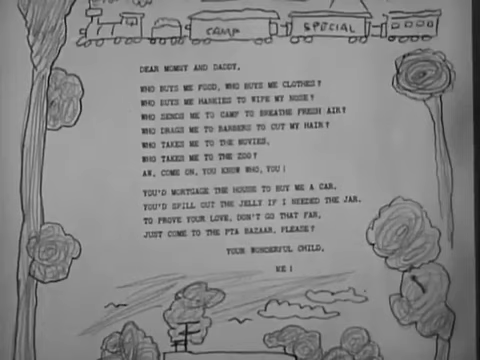 CAMP SPECIAL
DEAR MOMMY AND DADDY,
WHO BUYS ME FOOD, WHO BUYS ME CLOTHES?
WHO BUYS ME HANKIES TO WIPE MY NOSE?
WHO SENDS ME TO CAMP TO BREATHE FRESH AIR?
WHO DRAGS ME TO BARBERS TO CUT MY HAIR?
WHO TAKES ME TO THE MOVIES,
WHO TAKES ME TO THE ZOO?
AW, COME ON, YOU KNOW WHO, YOU!
YOU'D MORTGAGE THE HOUSE TO BUY ME A CAR,
YOU'D SPILL OUT THE JELLY IF I NEEDED THE JAR,
TO PROVE YOUR LOVE, DON'T GO THAT FAR,
JUST COME TO THE PTA BAZAAR, PLEASE?
YOUR WONDERFUL CHILD,
ME!